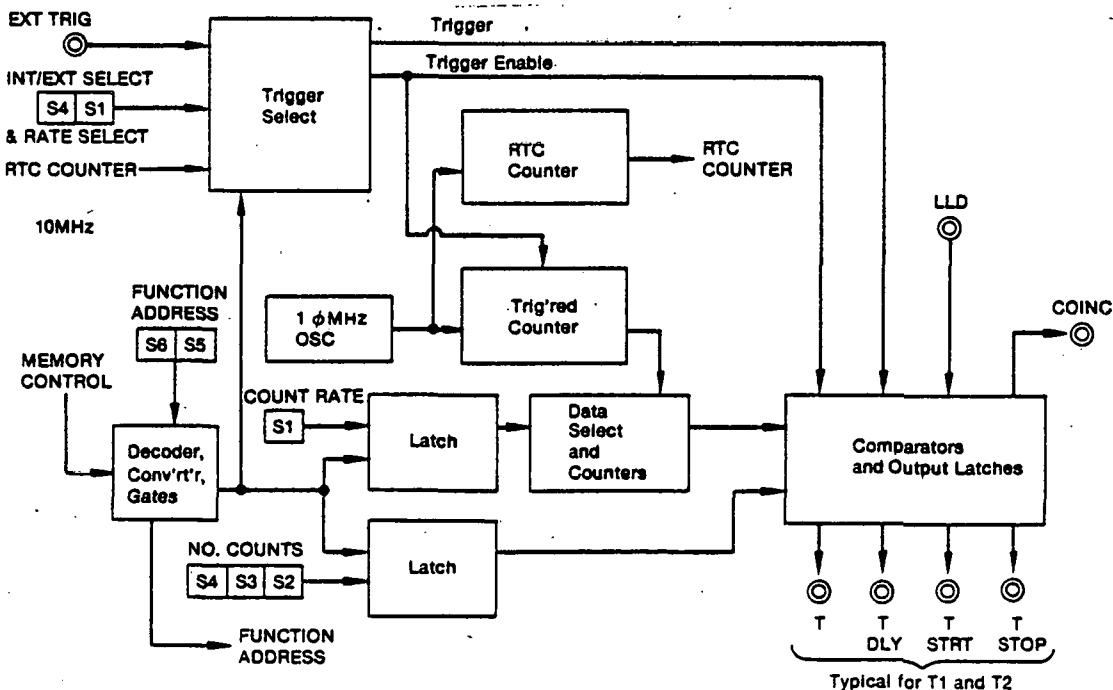 EXT TRIG
INT/EXT SELECT
S4 S1
& RATE SELECT
RTC COUNTER
10MHz
Trigger
Select
Trigger
Trigger Enable
RTC
Counter
RTC
COUNTER
LLD
COINC
FUNCTION
ADDRESS
S6 S5
MEMORY
CONTROL
1 ϕ MHz
OSC
Trig'red
Counter
COUNT RATE
S1
Latch
Data
Select
and
Counters
Comparators
and Output Latches
Decoder,
Conv'rt'r,
Gates
NO. COUNTS
S4 S3 S2
Latch
FUNCTION
ADDRESS
T
T
DLY
T
STRT
T
STOP
Typical for T1 and T2